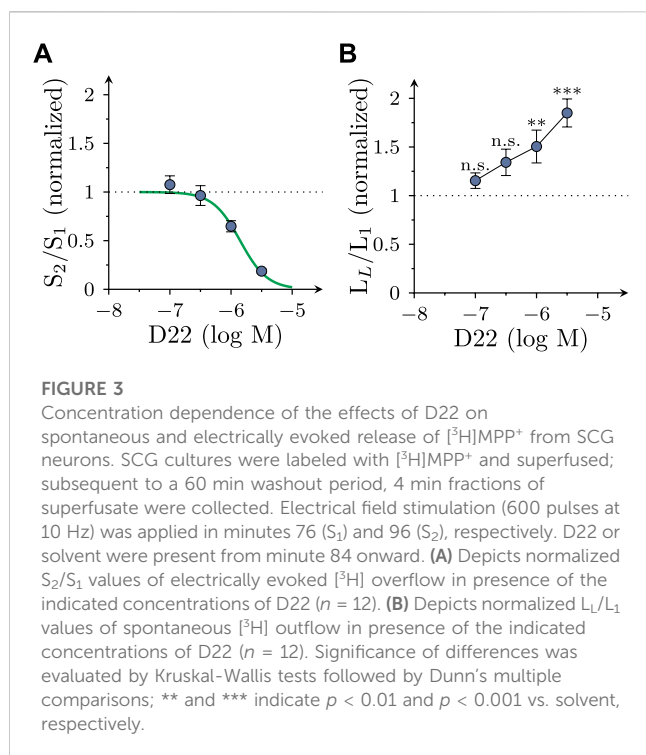 A
B
2
1.5
1
0.5
0
S₂/S₁ (normalized)
−8
−7
−6
−5
D22 (log M)
2
1.5
1
0.5
0
L_L/L₁ (normalized)
n.s.
n.s.
**
***
−8
−7
−6
−5
D22 (log M)
FIGURE 3
Concentration dependence of the effects of D22 on
spontaneous and electrically evoked release of [³H]MPP⁺ from SCG
neurons. SCG cultures were labeled with [³H]MPP⁺ and superfused;
subsequent to a 60 min washout period, 4 min fractions of
superfusate were collected. Electrical field stimulation (600 pulses at
10 Hz) was applied in minutes 76 (S₁) and 96 (S₂), respectively. D22 or
solvent were present from minute 84 onward. (A) Depicts normalized
S₂/S₁ values of electrically evoked [³H] overflow in presence of the
indicated concentrations of D22 (n = 12). (B) Depicts normalized L_L/L₁
values of spontaneous [³H] outflow in presence of the indicated
concentrations of D22 (n = 12). Significance of differences was
evaluated by Kruskal-Wallis tests followed by Dunn's multiple
comparisons; ** and *** indicate p < 0.01 and p < 0.001 vs. solvent,
respectively.